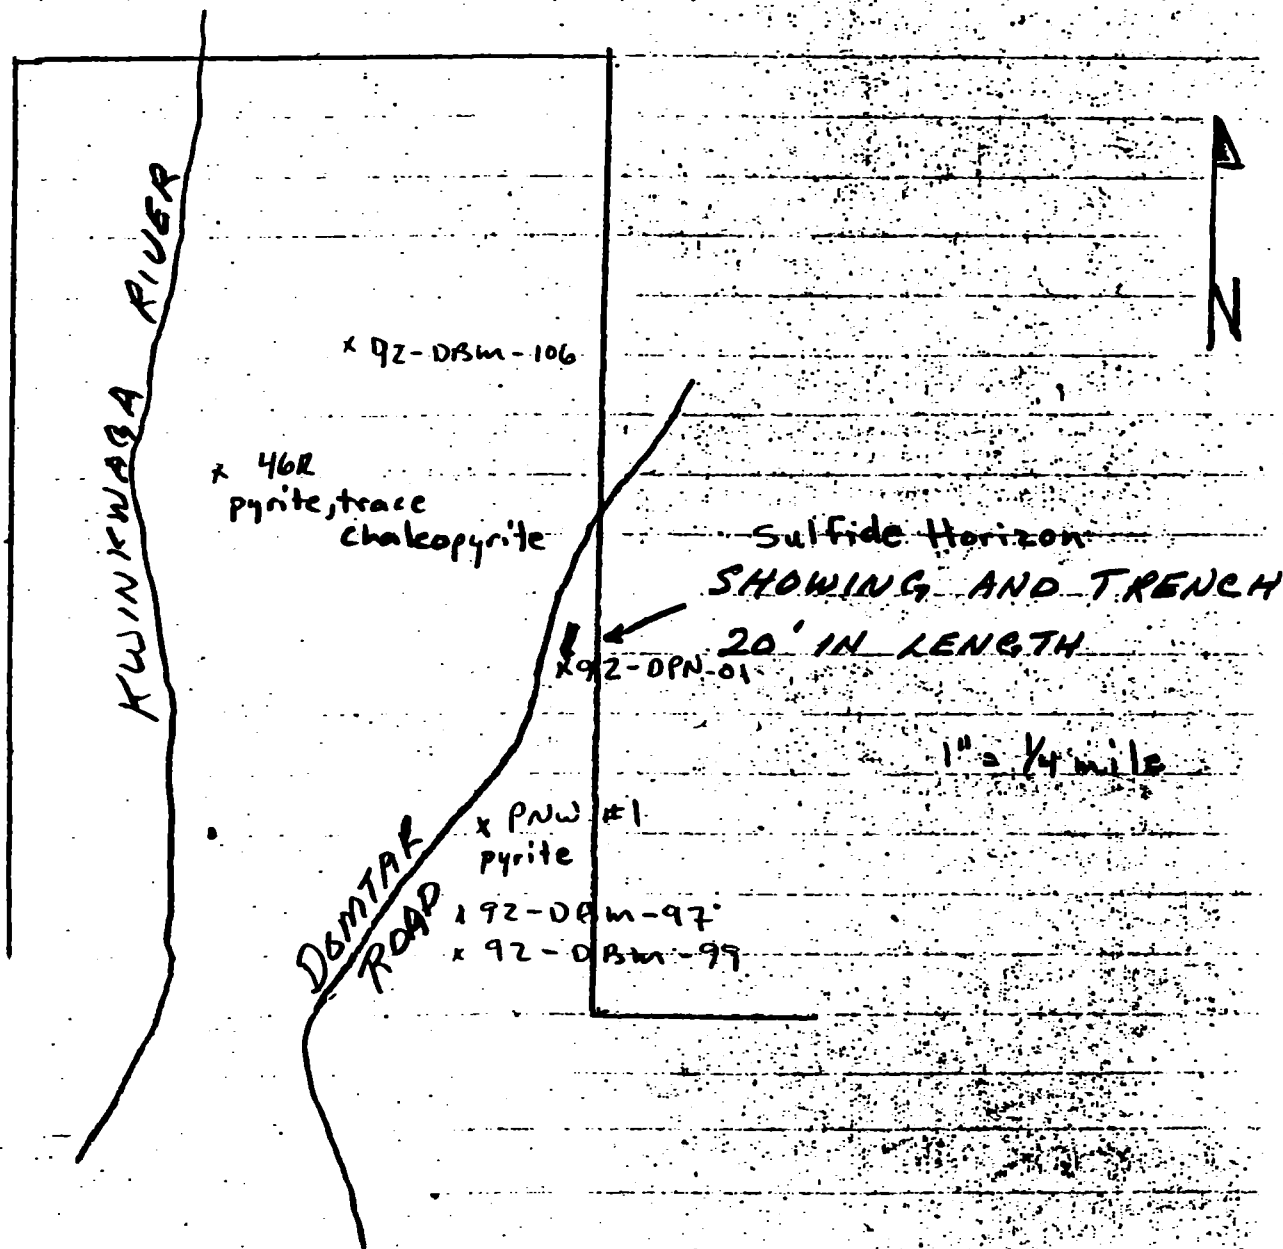 KWINKWAGA RIVER
N
x 92-DBM-106
x 46R
pyrite, trace
chalcopyrite
Sulfide Horizon
SHOWING AND TRENCH
20' IN LENGTH
x 92-DPN-01
1" = 1/4 mile
x PNW #1
pyrite
DOMTAR
ROAD
x 92-DBM-97
x 92-DBM-99